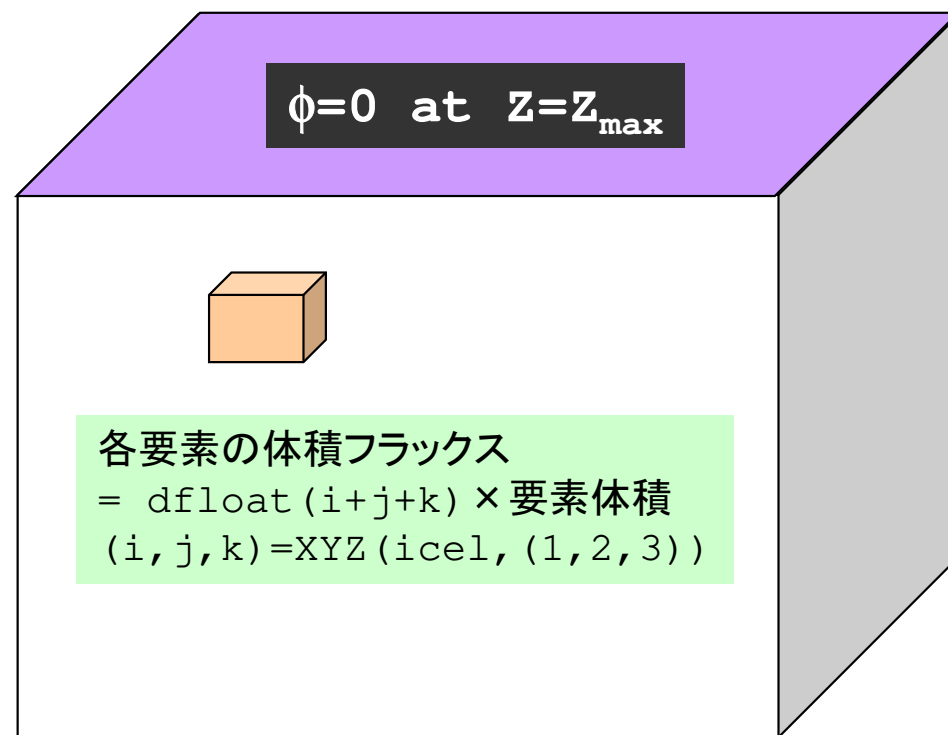 ϕ=0 at Z=Zmax
各要素の体積フラックス
= dfloat(i+j+k)×要素体積
(i,j,k)=XYZ(icel,(1,2,3))